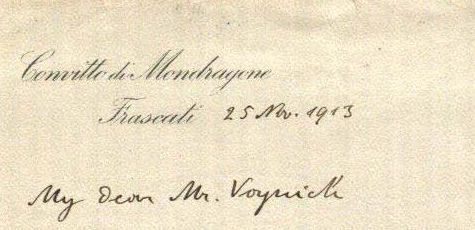 Convitto di Mondragone
Frascati 25 Nov. 1913
My dear Mr. Voynich